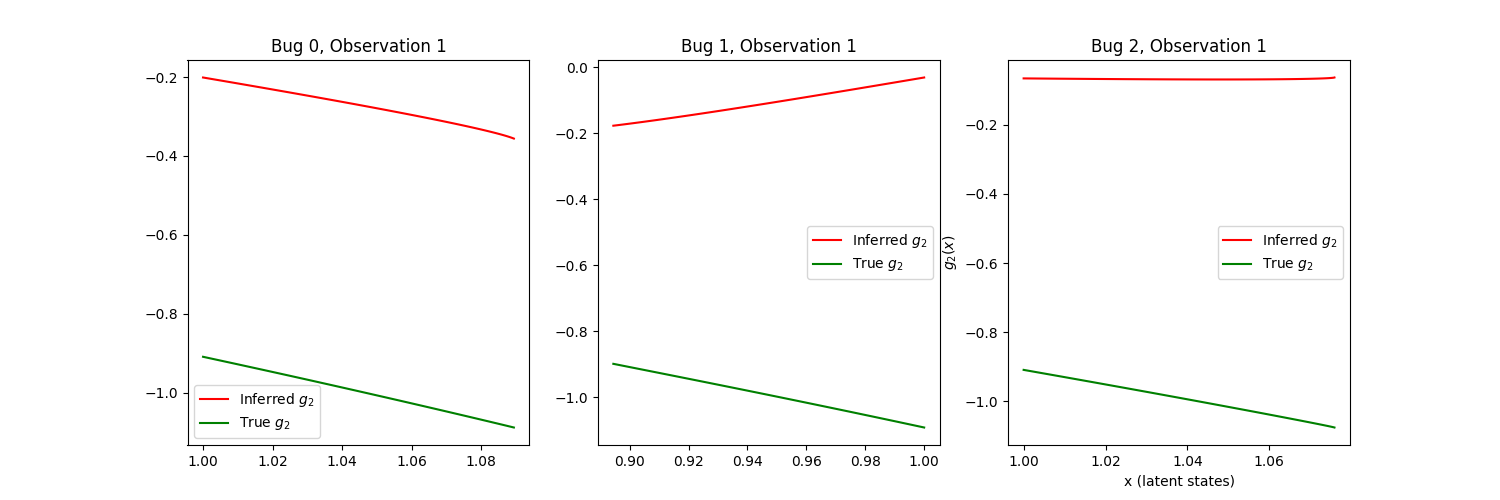 Bug 0, Observation 1
−0.2
−0.4
−0.6
−0.8
−1.0
Inferred g₂
True g₂
1.00 1.02 1.04 1.06 1.08
Bug 1, Observation 1
0.0
−0.2
−0.4
−0.6
−0.8
−1.0
Inferred g₂
True g₂
0.90 0.92 0.94 0.96 0.98 1.00
Bug 2, Observation 1
g₂(x)
−0.2
−0.4
−0.6
−0.8
−1.0
Inferred g₂
True g₂
1.00 1.02 1.04 1.06
x (latent states)